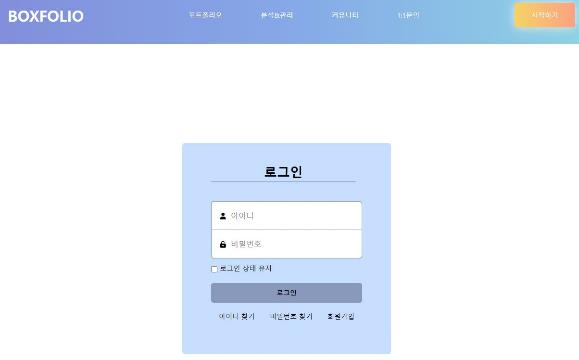 BOXFOLIO
포트폴리오 분석&관리 커뮤니티 1:1문의 시작하기
로그인
아이디
비밀번호
로그인 상태 유지
로그인
아이디 찾기 비밀번호 찾기 회원가입